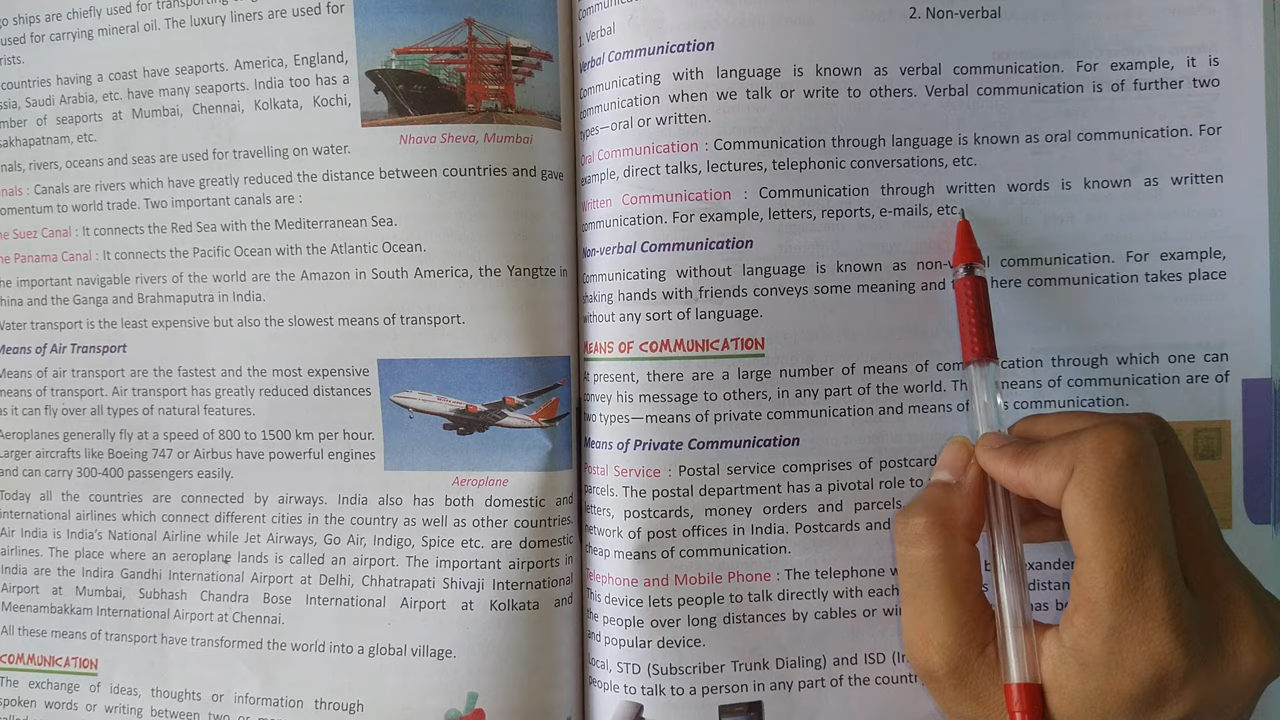 go ships are chiefly used for transporting
used for carrying mineral oil. The luxury liners are used for
countries having a coast have seaports. America, England,
Saudi Arabia, etc. have many seaports. India too has a
of seaports at Mumbai, Chennai, Kolkata, Kochi,
sakhapatnam, etc.
Nhava Sheva, Mumbai
nals, rivers, oceans and seas are used for travelling on water.
nals : Canals are rivers which have greatly reduced the distance between countries and gave
omentum to world trade. Two important canals are :
he Suez Canal : It connects the Red Sea with the Mediterranean Sea.
he Panama Canal : It connects the Pacific Ocean with the Atlantic Ocean.
he important navigable rivers of the world are the Amazon in South America, the Yangtze in
hina and the Ganga and Brahmaputra in India.
Water transport is the least expensive but also the slowest means of transport.
Means of Air Transport
Means of air transport are the fastest and the most expensive
means of transport. Air transport has greatly reduced distances
as it can fly over all types of natural features.
Aeroplanes generally fly at a speed of 800 to 1500 km per hour.
Larger aircrafts like Boeing 747 or Airbus have powerful engines
and can carry 300-400 passengers easily.
Aeroplane
Today all the countries are connected by airways. India also has both domestic and
international airlines which connect different cities in the country as well as other countries.
Air India is India's National Airline while Jet Airways, Go Air, Indigo, Spice etc. are domestic
airlines. The place where an aeroplane lands is called an airport. The important airports in
India are the Indira Gandhi International Airport at Delhi, Chhatrapati Shivaji International
Airport at Mumbai, Subhash Chandra Bose International Airport at Kolkata and
Meenambakkam International Airport at Chennai.
All these means of transport have transformed the world into a global village.
COMMUNICATION
The exchange of ideas, thoughts or information through
spoken words or writing between two or
1. Verbal
2. Non-verbal
Verbal Communication
Communicating with language is known as verbal communication. For example, it is
communication when we talk or write to others. Verbal communication is of further two
types—oral or written.
Oral Communication : Communication through language is known as oral communication. For
example, direct talks, lectures, telephonic conversations, etc.
Written Communication : Communication through written words is known as written
communication. For example, letters, reports, e-mails, etc.
Non-verbal Communication
Communicating without language is known as non-v al communication. For example,
shaking hands with friends conveys some meaning and here communication takes place
without any sort of language.
MEANS OF COMMUNICATION
At present, there are a large number of means of com cation through which one can
convey his message to others, in any part of the world. Th means of communication are of
two types—means of private communication and means of s communication.
Means of Private Communication
Postal Service : Postal service comprises of postcard
parcels. The postal department has a pivotal role to
letters, postcards, money orders and parcels
network of post offices in India. Postcards and
cheap means of communication.
Telephone and Mobile Phone : The telephone w b exander
This device lets people to talk directly with each distan
the people over long distances by cables or wi has be
and popular device.
Local, STD (Subscriber Trunk Dialing) and ISD (In
people to talk to a person in any part of the count